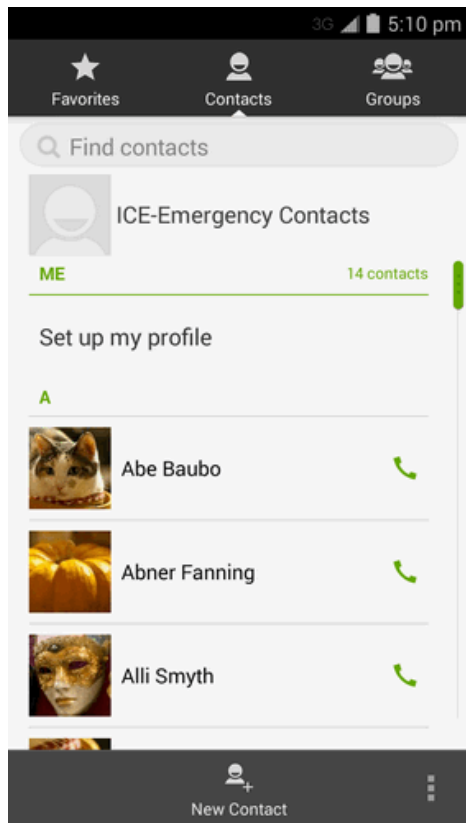 3G 5:10 pm
Favorites Contacts Groups
Find contacts
ICE-Emergency Contacts
ME 14 contacts
Set up my profile
A
Abe Baubo
Abner Fanning
Alli Smyth
New Contact